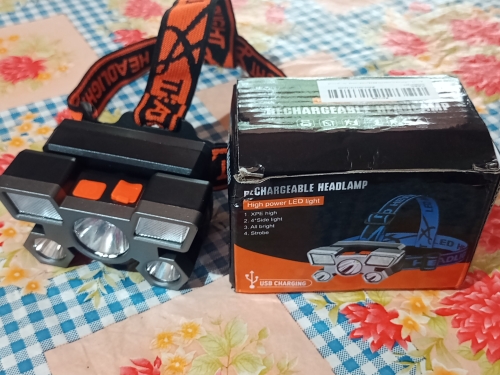 HEADLAMP
RECHARGEABLE HEADLAMP
RECHARGEABLE HEADLAMP
High power LED light
1. XPE high
2. 4*Side light
3. All bright
4. Strobe
USB CHARGING